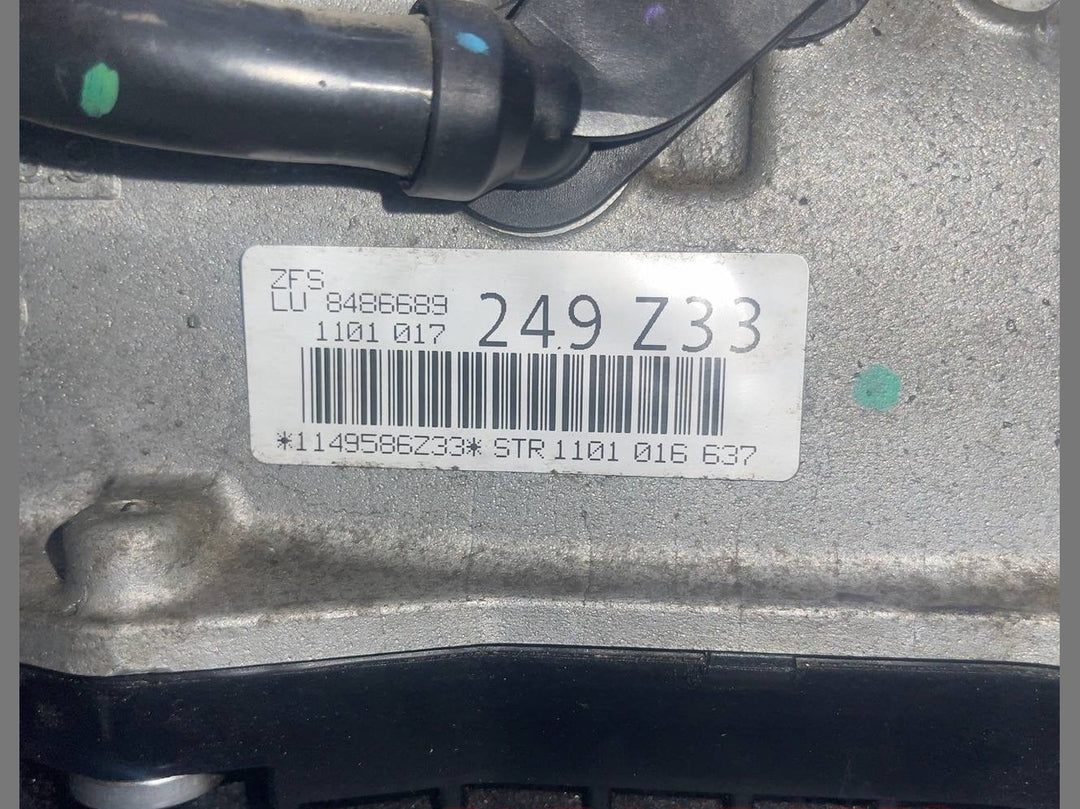 ZFS
LU 8486689
1101 017
249 Z33
*1149586Z33* STR 1101 016 637